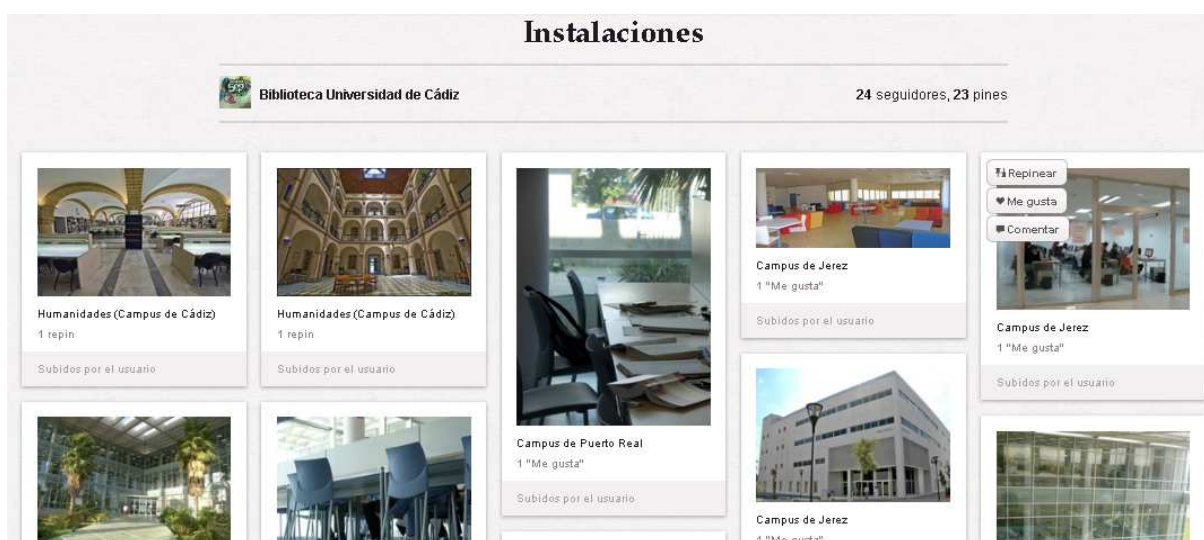 Instalaciones
Biblioteca Universidad de Cádiz
24 seguidores, 23 pines
Humanidades (Campus de Cádiz)
1 repin
Subidos por el usuario
Humanidades (Campus de Cádiz)
1 repin
Subidos por el usuario
Campus de Puerto Real
1 "Me gusta"
Subidos por el usuario
Campus de Jerez
1 "Me gusta"
Subidos por el usuario
Campus de Jerez
1 "Me gusta"
Repinear
Me gusta
Comentar
Campus de Jerez
1 "Me gusta"
Subidos por el usuario